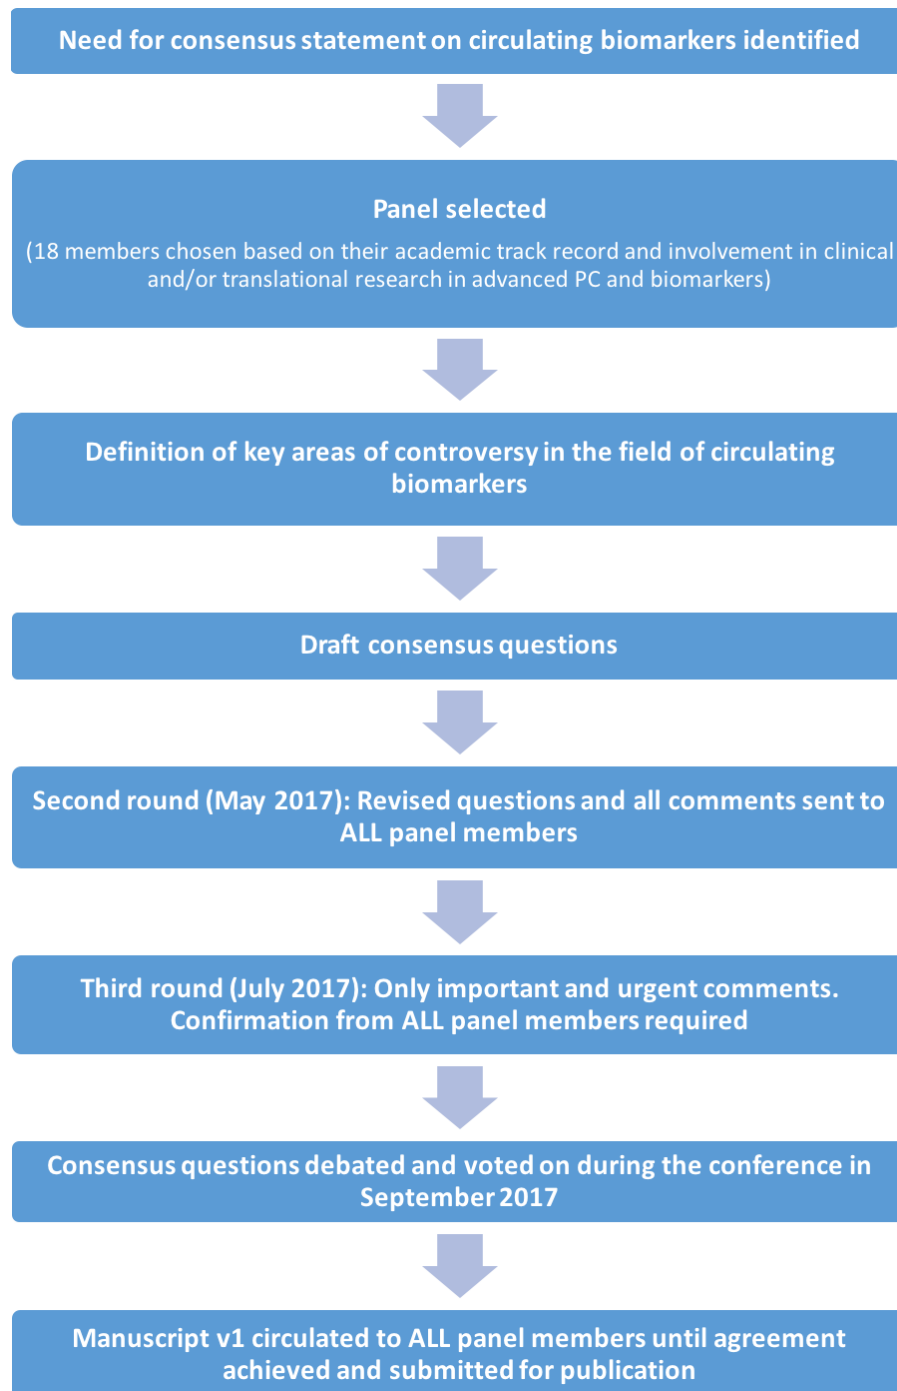 Need for consensus statement on circulating biomarkers identified
Panel selected
(18 members chosen based on their academic track record and involvement in clinical
and/or translational research in advanced PC and biomarkers)
Definition of key areas of controversy in the field of circulating
biomarkers
Draft consensus questions
Second round (May 2017): Revised questions and all comments sent to
ALL panel members
Third round (July 2017): Only important and urgent comments.
Confirmation from ALL panel members required
Consensus questions debated and voted on during the conference in
September 2017
Manuscript v1 circulated to ALL panel members until agreement
achieved and submitted for publication